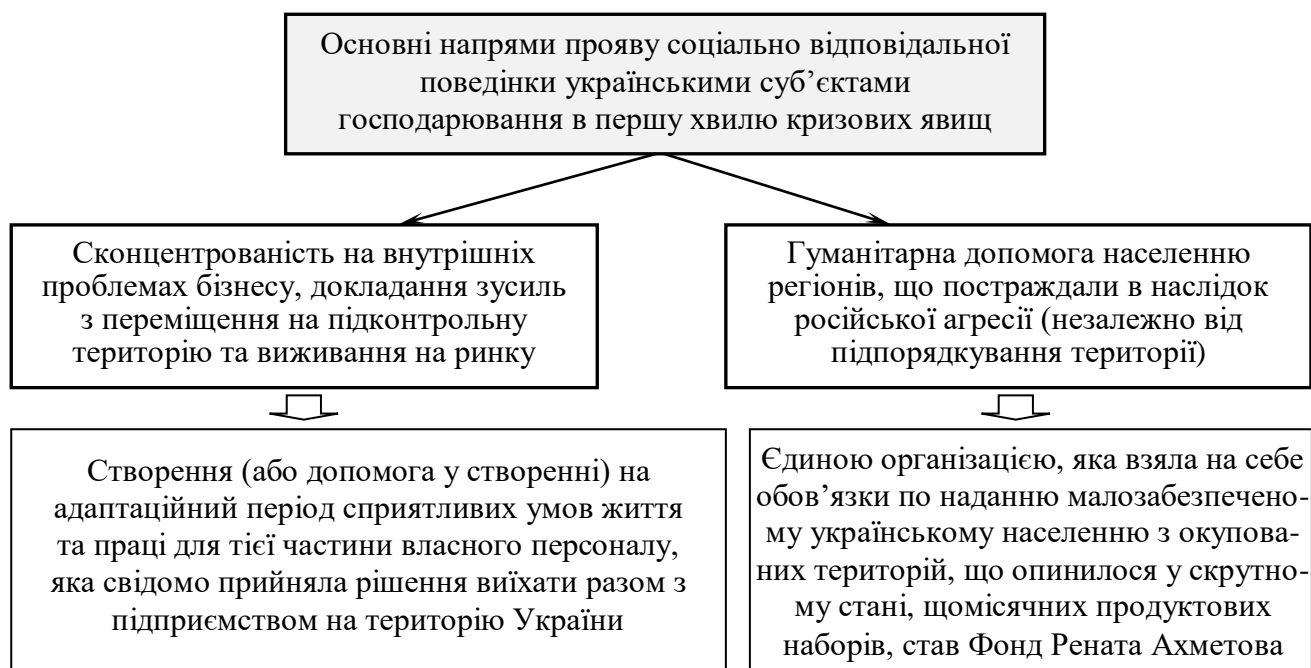 Основні напрями прояву соціально відповідальної
поведінки українськими суб’єктами
господарювання в першу хвилю кризових явищ
Сконцентрованість на внутрішніх
проблемах бізнесу, докладання зусиль
з переміщення на підконтрольну
територію та виживання на ринку
Гуманітарна допомога населенню
регіонів, що постраждали в наслідок
російської агресії (незалежно від
підпорядкування території)
Створення (або допомога у створенні) на
адаптаційний період сприятливих умов життя
та праці для тієї частини власного персоналу,
яка свідомо прийняла рішення виїхати разом з
підприємством на територію України
Єдиною організацією, яка взяла на себе
обов’язки по наданню малозабезпечено-
му українському населенню з окупова-
них територій, що опинилося у скрутно-
му стані, щомісячних продуктових
наборів, став Фонд Рената Ахметова